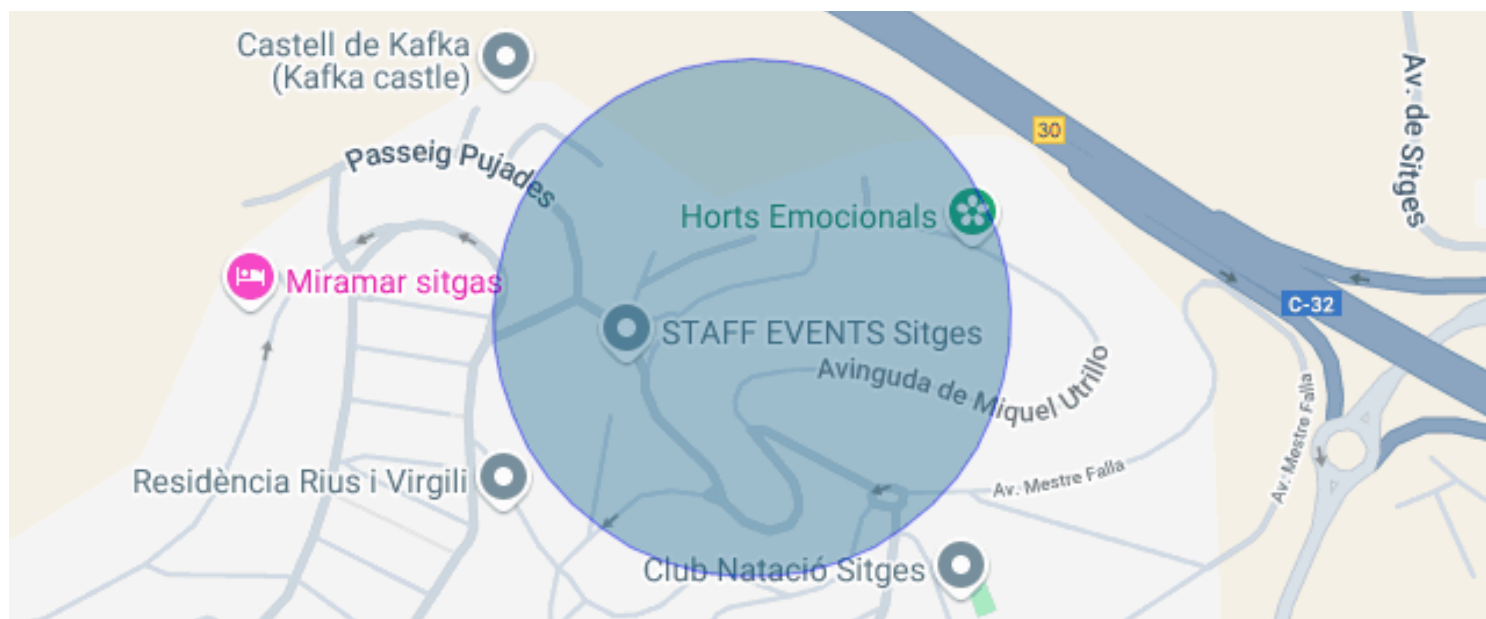 Castell de Kafka
(Kafka castle)
30
Av. de Sitges
Passeig Pujades
Horts Emocionals
Miramar sitgas
C-32
STAFF EVENTS Sitges
Avinguda de Miquel Utrillo
Av. Mestre Falla
Residència Rius i Virgili
Av. Mestre Falla
Club Natació Sitges